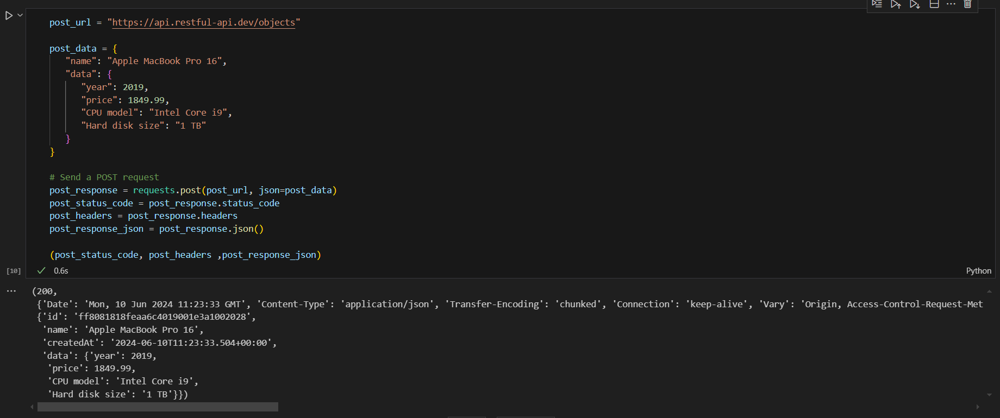 post_url = "https://api.restful-api.dev/objects"
post_data = {
"name": "Apple MacBook Pro 16",
"data": {
"year": 2019,
"price": 1849.99,
"CPU model": "Intel Core i9",
"Hard disk size": "1 TB"
}
}
# Send a POST request
post_response = requests.post(post_url, json=post_data)
post_status_code = post_response.status_code
post_headers = post_response.headers
post_response_json = post_response.json()
(post_status_code, post_headers ,post_response_json)
[10] 0.6s Python
(200,
{'Date': 'Mon, 10 Jun 2024 11:23:33 GMT', 'Content-Type': 'application/json', 'Transfer-Encoding': 'chunked', 'Connection': 'keep-alive', 'Vary': 'Origin, Access-Control-Request-Met
{'id': 'ff8081818feaa6c4019001e3a1002028',
'name': 'Apple MacBook Pro 16',
'createdAt': '2024-06-10T11:23:33.504+00:00',
'data': {'year': 2019,
'price': 1849.99,
'CPU model': 'Intel Core i9',
'Hard disk size': '1 TB'}})